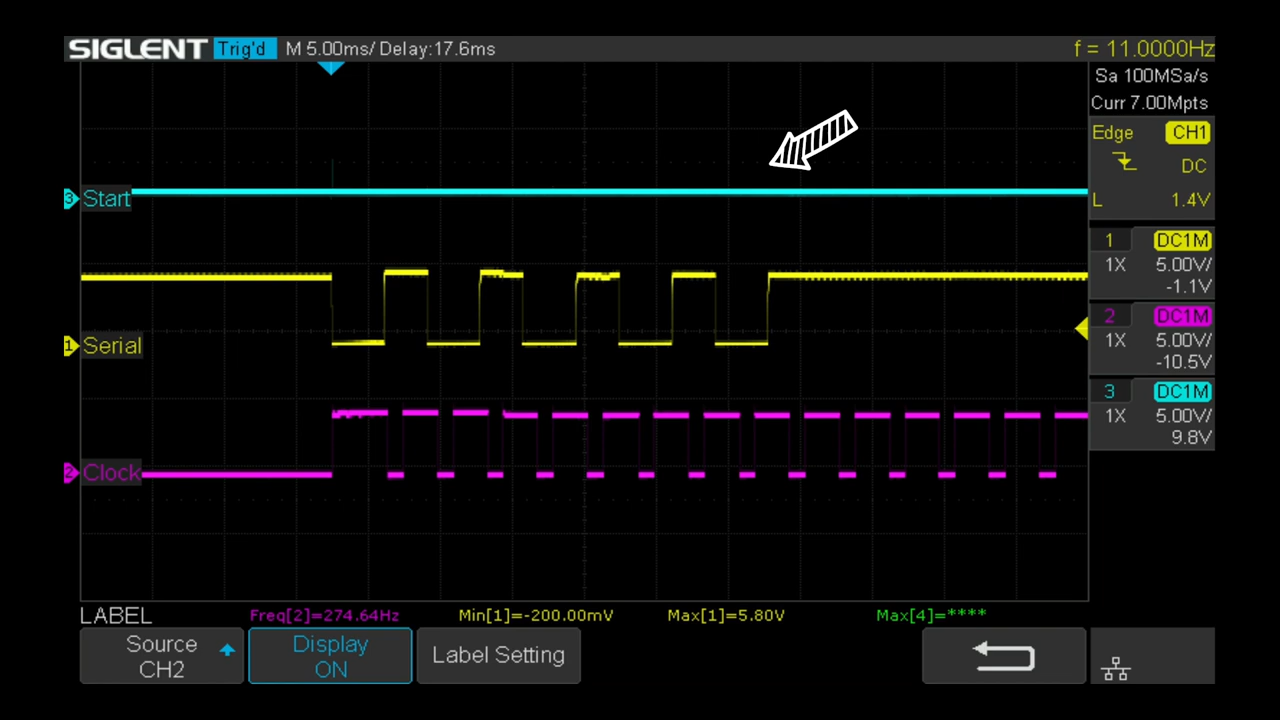 SIGLENT Trig'd M 5.00ms/ Delay:17.6ms f = 11.0000Hz
Sa 100MSa/s
Curr 7.00Mpts
Edge CH1
DC
L 1.4V
3 Start
1 Serial
2 Clock
1 DC1M
1X 5.00V/
-1.1V
2 DC1M
1X 5.00V/
-10.5V
3 DC1M
1X 5.00V/
9.8V
LABEL Freq[2]=274.64Hz Min[1]=-200.00mV Max[1]=5.80V Max[4]=****
Source
CH2
Display
ON
Label Setting